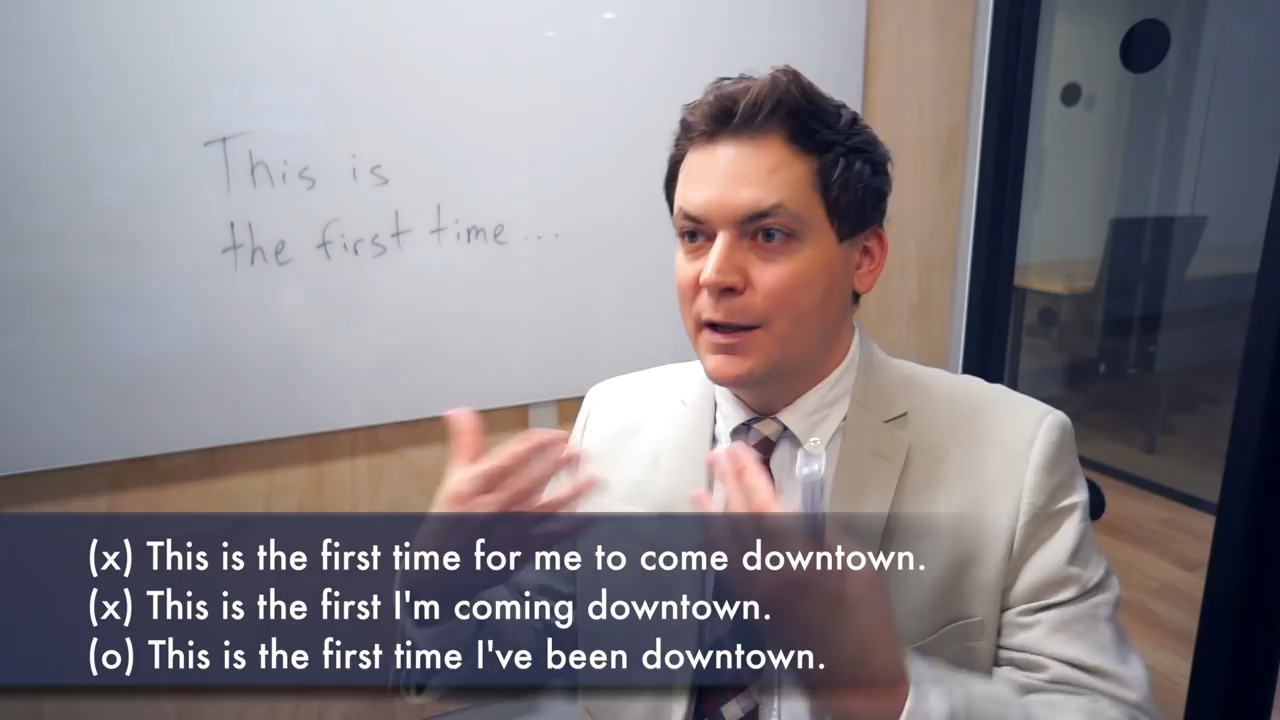 This is
the first time...
(x) This is the first time for me to come downtown.
(x) This is the first I'm coming downtown.
(o) This is the first time I've been downtown.